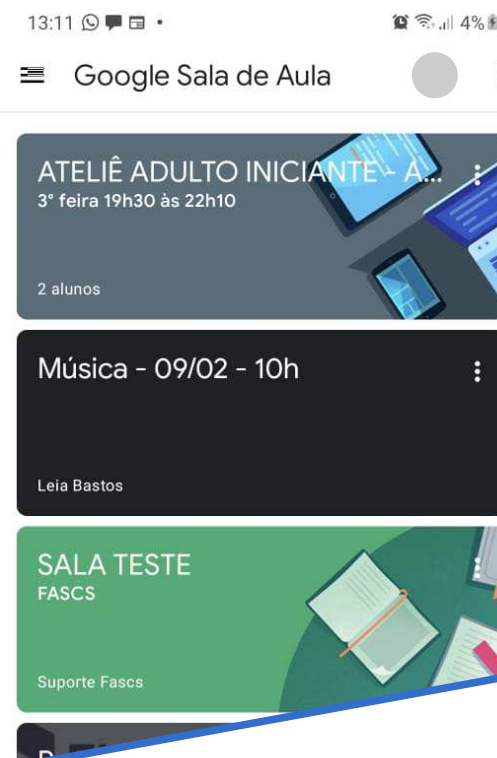 13:11
4%
Google Sala de Aula
ATELIÊ ADULTO INICIANTE - A...
3° feira 19h30 às 22h10
2 alunos
Música - 09/02 - 10h
Leia Bastos
SALA TESTE
FASCS
Suporte Fascs